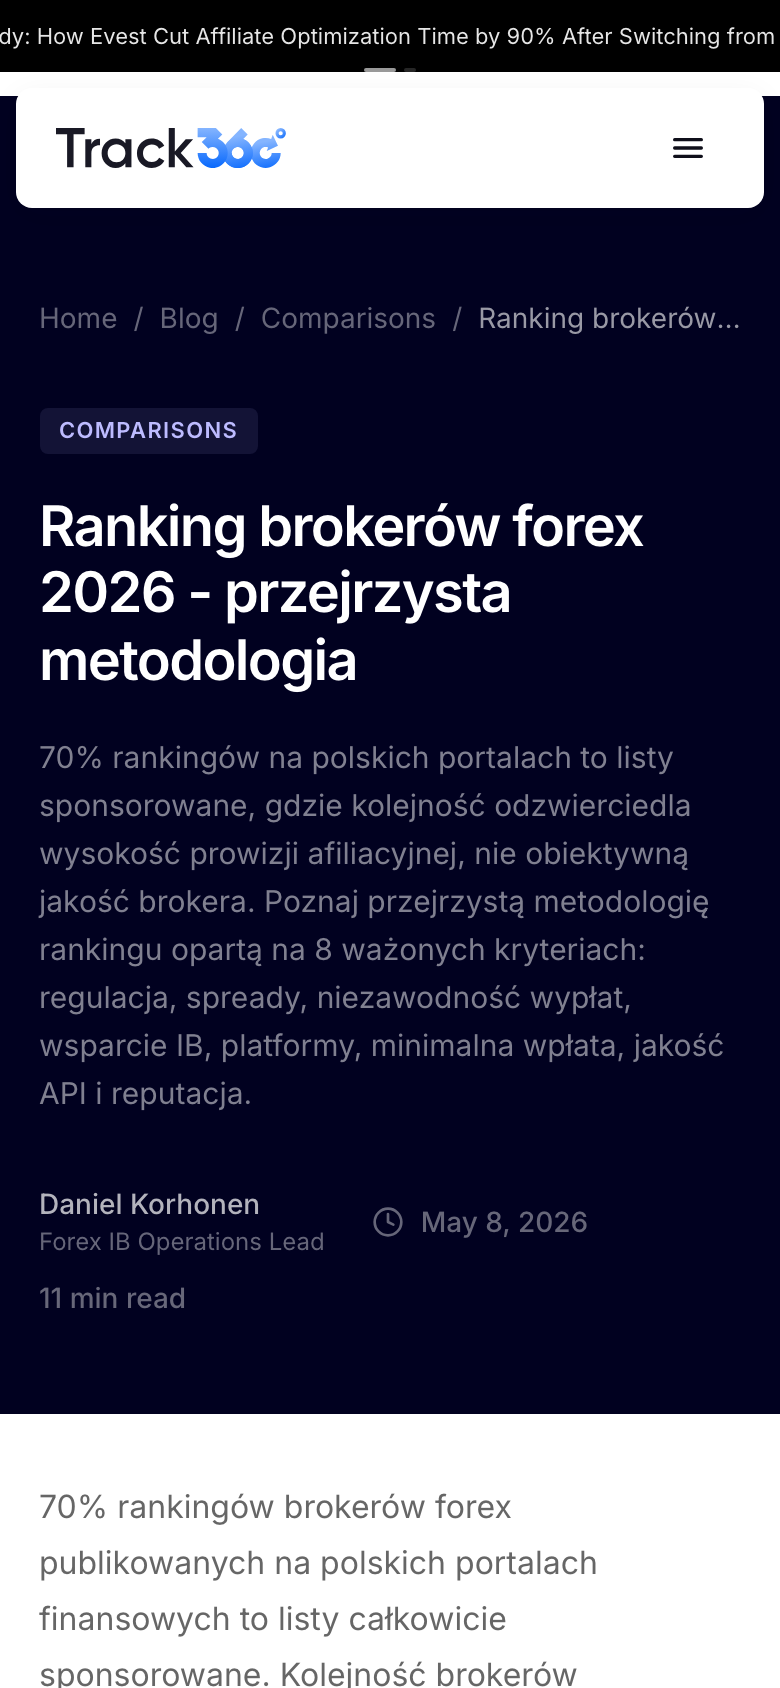 dy: How Evest Cut Affiliate Optimization Time by 90% After Switching from
Track360
Home / Blog / Comparisons / Ranking brokerów...
COMPARISONS
Ranking brokerów forex
2026 - przejrzysta
metodologia
70% rankingów na polskich portalach to listy
sponsorowane, gdzie kolejność odzwierciedla
wysokość prowizji afiliacyjnej, nie obiektywną
jakość brokera. Poznaj przejrzystą metodologię
rankingu opartą na 8 ważonych kryteriach:
regulacja, spready, niezawodność wypłat,
wsparcie IB, platformy, minimalna wpłata, jakość
API i reputacja.
Daniel Korhonen
Forex IB Operations Lead
May 8, 2026
11 min read
70% rankingów brokerów forex
publikowanych na polskich portalach
finansowych to listy całkowicie
sponsorowane. Kolejność brokerów